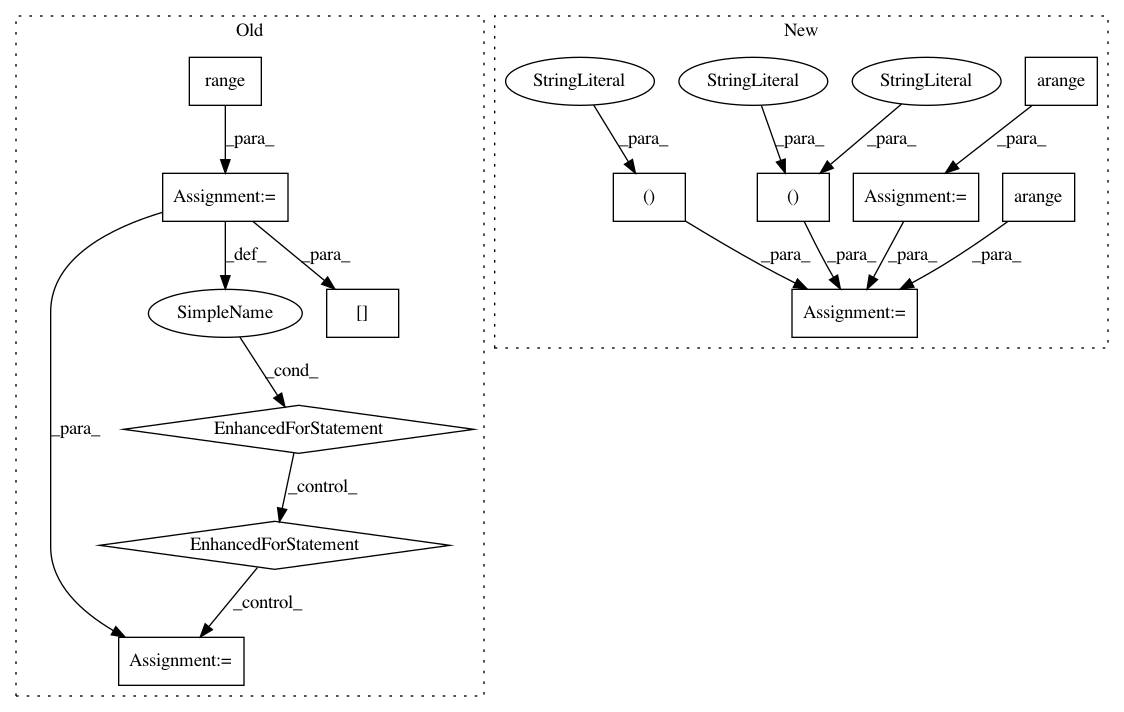 Old
New
range
StringLiteral
StringLiteral
StringLiteral
arange
_para_
_para_
_para_
_para_
_para_
Assignment:=
()
()
Assignment:=
arange
_def_
_para_
_para_
_para_
_para_
_para_
SimpleName
[]
Assignment:=
_cond_
_para_
EnhancedForStatement
_control_
EnhancedForStatement
_control_
Assignment:=